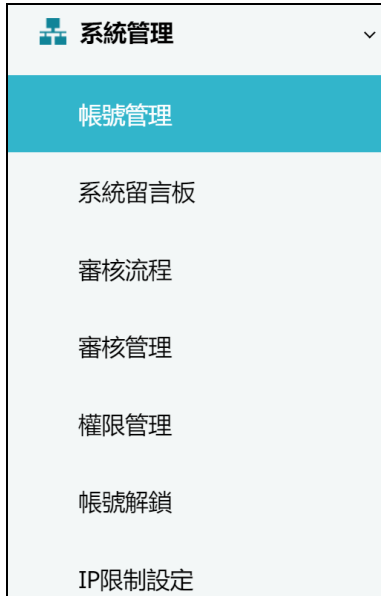 系統管理
帳號管理
系統留言板
審核流程
審核管理
權限管理
帳號解鎖
IP限制設定